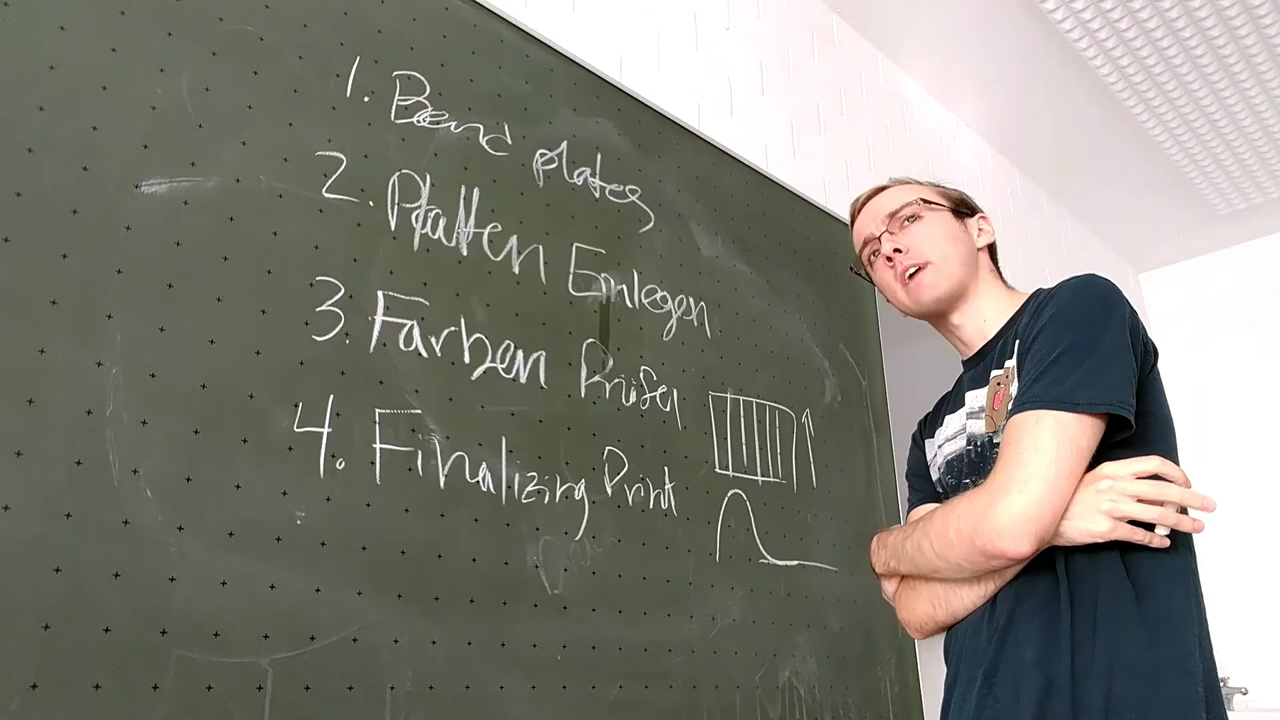 1. Bend plates
2. Platten Einlegen
3. Farben Prüfen
4. Finalizing Print